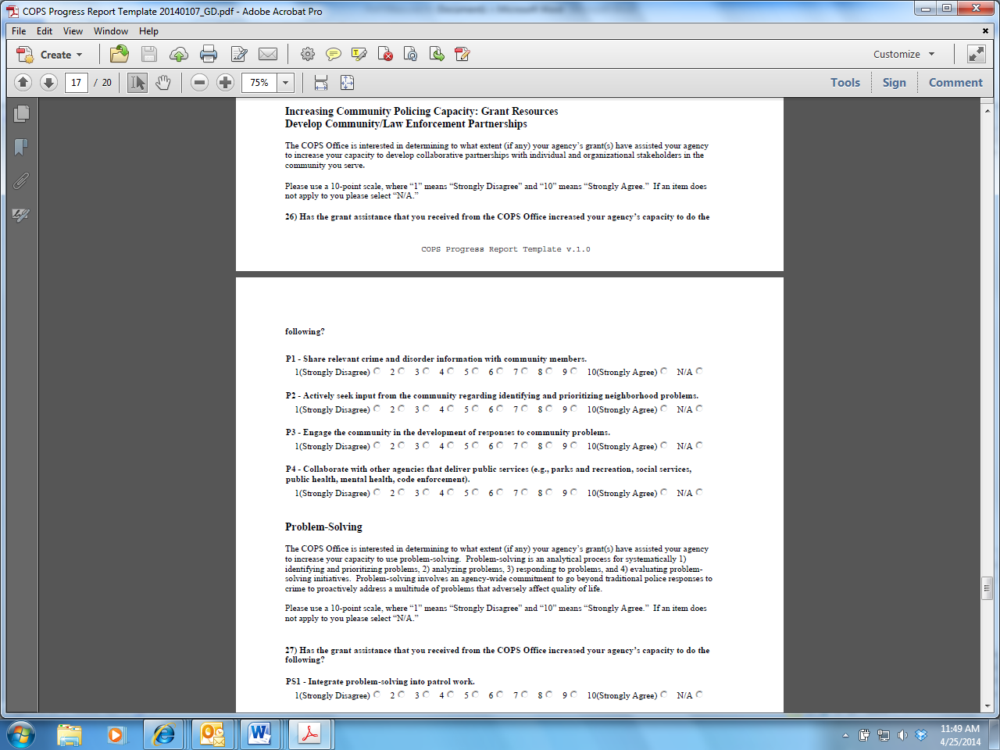 COPS Progress Report Template 20140107_GD.pdf - Adobe Acrobat Pro
File Edit View Window Help
Create
Customize
17 / 20
75%
Tools Sign Comment
Increasing Community Policing Capacity: Grant Resources
Develop Community/Law Enforcement Partnerships
The COPS Office is interested in determining to what extent (if any) your agency’s grant(s) have assisted your agency
to increase your capacity to develop collaborative partnerships with individual and organizational stakeholders in the
community you serve.
Please use a 10-point scale, where “1” means “Strongly Disagree” and “10” means “Strongly Agree.” If an item does
not apply to you please select “N/A.”
26) Has the grant assistance that you received from the COPS Office increased your agency’s capacity to do the
COPS Progress Report Template v.1.0
following?
P1 - Share relevant crime and disorder information with community members.
1(Strongly Disagree) 2 3 4 5 6 7 8 9 10(Strongly Agree) N/A
P2 - Actively seek input from the community regarding identifying and prioritizing neighborhood problems.
1(Strongly Disagree) 2 3 4 5 6 7 8 9 10(Strongly Agree) N/A
P3 - Engage the community in the development of responses to community problems.
1(Strongly Disagree) 2 3 4 5 6 7 8 9 10(Strongly Agree) N/A
P4 - Collaborate with other agencies that deliver public services (e.g., parks and recreation, social services,
public health, mental health, code enforcement).
1(Strongly Disagree) 2 3 4 5 6 7 8 9 10(Strongly Agree) N/A
Problem-Solving
The COPS Office is interested in determining to what extent (if any) your agency’s grant(s) have assisted your agency
to increase your capacity to use problem-solving. Problem-solving is an analytical process for systematically 1)
identifying and prioritizing problems, 2) analyzing problems, 3) responding to problems, and 4) evaluating problem-
solving initiatives. Problem-solving involves an agency-wide commitment to go beyond traditional police responses to
crime to proactively address a multitude of problems that adversely affect quality of life.
Please use a 10-point scale, where “1” means “Strongly Disagree” and “10” means “Strongly Agree.” If an item does
not apply to you please select “N/A.”
27) Has the grant assistance that you received from the COPS Office increased your agency’s capacity to do the
following?
PS1 - Integrate problem-solving into patrol work.
1(Strongly Disagree) 2 3 4 5 6 7 8 9 10(Strongly Agree) N/A
11:49 AM
4/25/2014